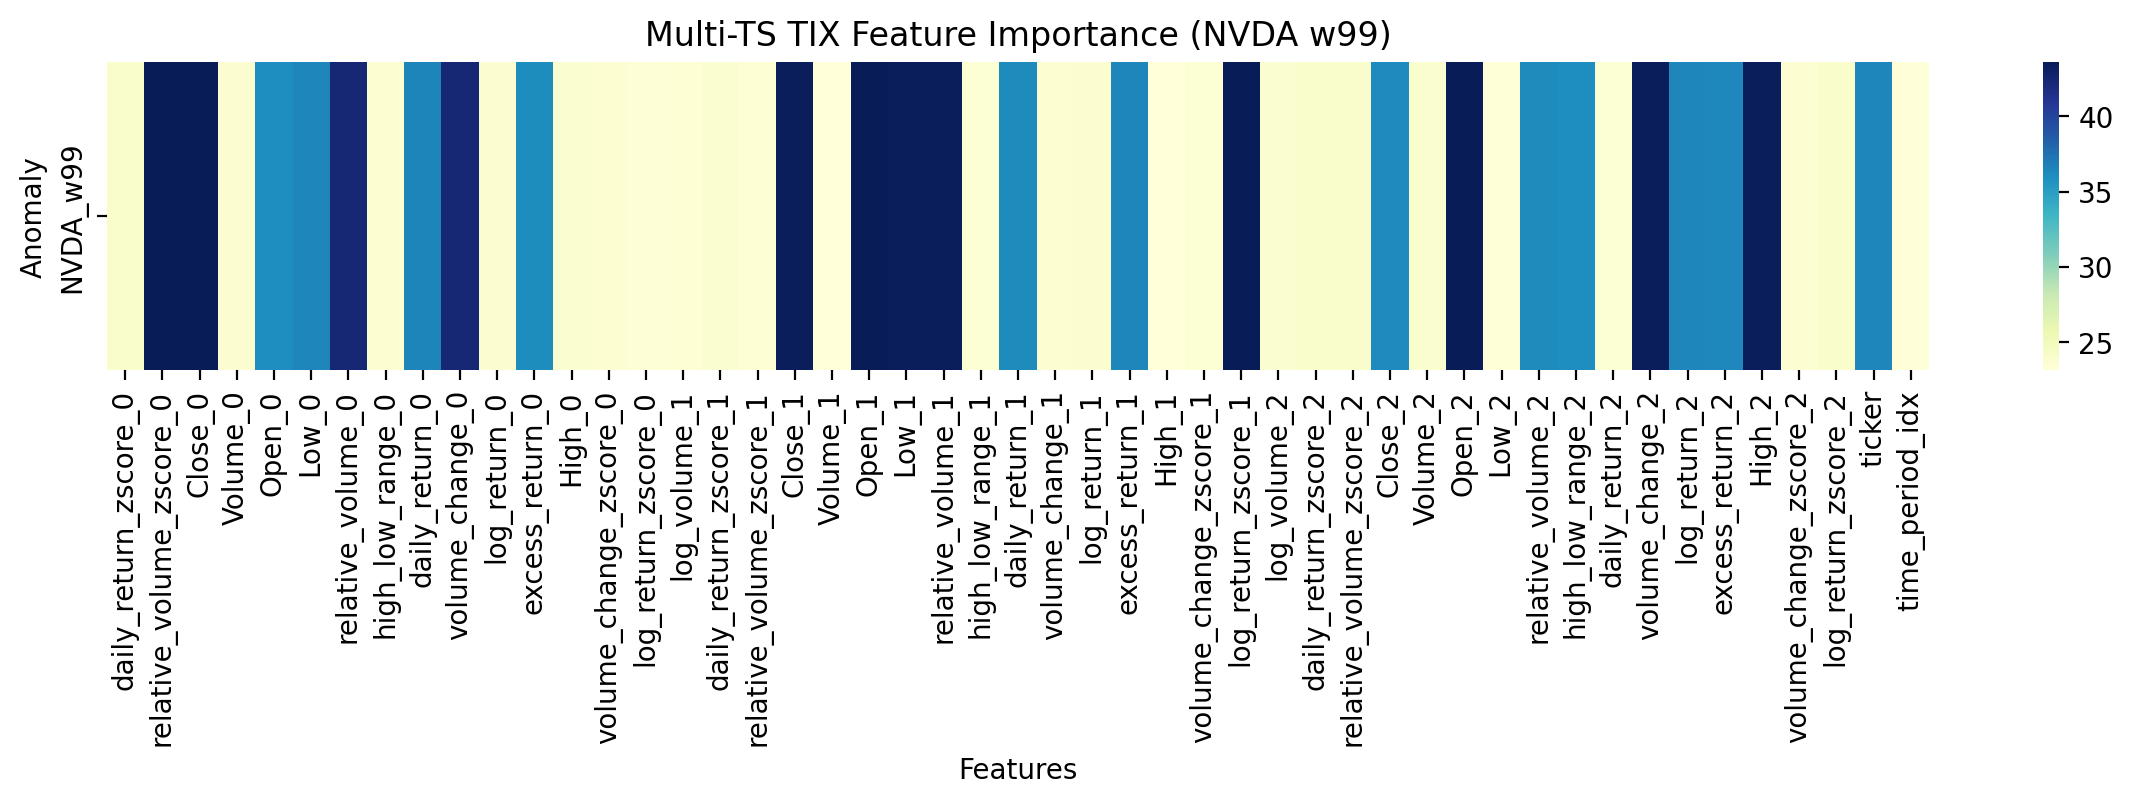 Multi-TS TIX Feature Importance (NVDA w99)
Anomaly
NVDA_w99
40
35
30
25
daily_return_zscore_0
relative_volume_zscore_0
Close_0
Volume_0
Open_0
Low_0
relative_volume_0
high_low_range_0
daily_return_0
volume_change_0
log_return_0
excess_return_0
High_0
volume_change_zscore_0
log_return_zscore_0
log_volume_1
daily_return_zscore_1
relative_volume_zscore_1
Close_1
Volume_1
Open_1
Low_1
relative_volume_1
high_low_range_1
daily_return_1
volume_change_1
log_return_1
excess_return_1
High_1
volume_change_zscore_1
log_return_zscore_1
log_volume_2
daily_return_zscore_2
relative_volume_zscore_2
Close_2
Volume_2
Open_2
Low_2
relative_volume_2
high_low_range_2
daily_return_2
volume_change_2
log_return_2
excess_return_2
High_2
volume_change_zscore_2
log_return_zscore_2
ticker
time_period_idx
Features